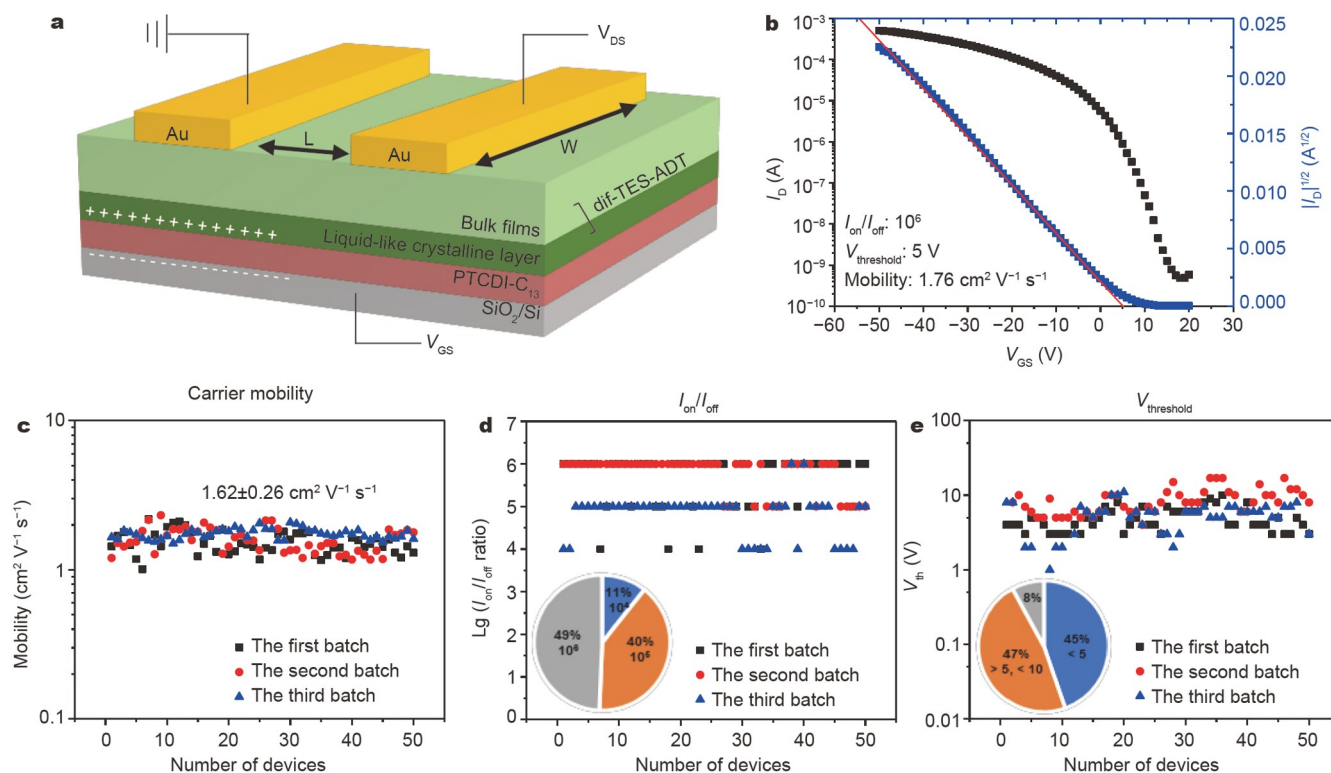 a
V_DS
Au
Au
L
W
dif-TES-ADT
Bulk films
Liquid-like crystalline layer
PTCDI-C₁₃
SiO₂/Si
V_GS
+ + + + + + + + + + + +
- - - - - - - - - - - - - - - -
b
10⁻³
10⁻⁴
10⁻⁵
10⁻⁶
10⁻⁷
10⁻⁸
10⁻⁹
10⁻¹⁰
I_D (A)
I_on/I_off: 10⁶
V_threshold: 5 V
Mobility: 1.76 cm² V⁻¹ s⁻¹
0.025
0.020
0.015
0.010
0.005
0.000
|I_D|^1/2 (A^1/2)
−60 −50 −40 −30 −20 −10 0 10 20 30
V_GS (V)
Carrier mobility
c
10
1
0.1
Mobility (cm² V⁻¹ s⁻¹)
1.62±0.26 cm² V⁻¹ s⁻¹
The first batch
The second batch
The third batch
0 10 20 30 40 50
Number of devices
I_on/I_off
d
7
6
5
4
3
2
1
0
Lg (I_on/I_off ratio)
11%
10⁴
49%
10⁶
40%
10⁵
The first batch
The second batch
The third batch
0 10 20 30 40 50
Number of devices
V_threshold
e
100
10
1
0.1
0.01
V_th (V)
8%
45%
< 5
47%
> 5, < 10
The first batch
The second batch
The third batch
0 10 20 30 40 50
Number of devices